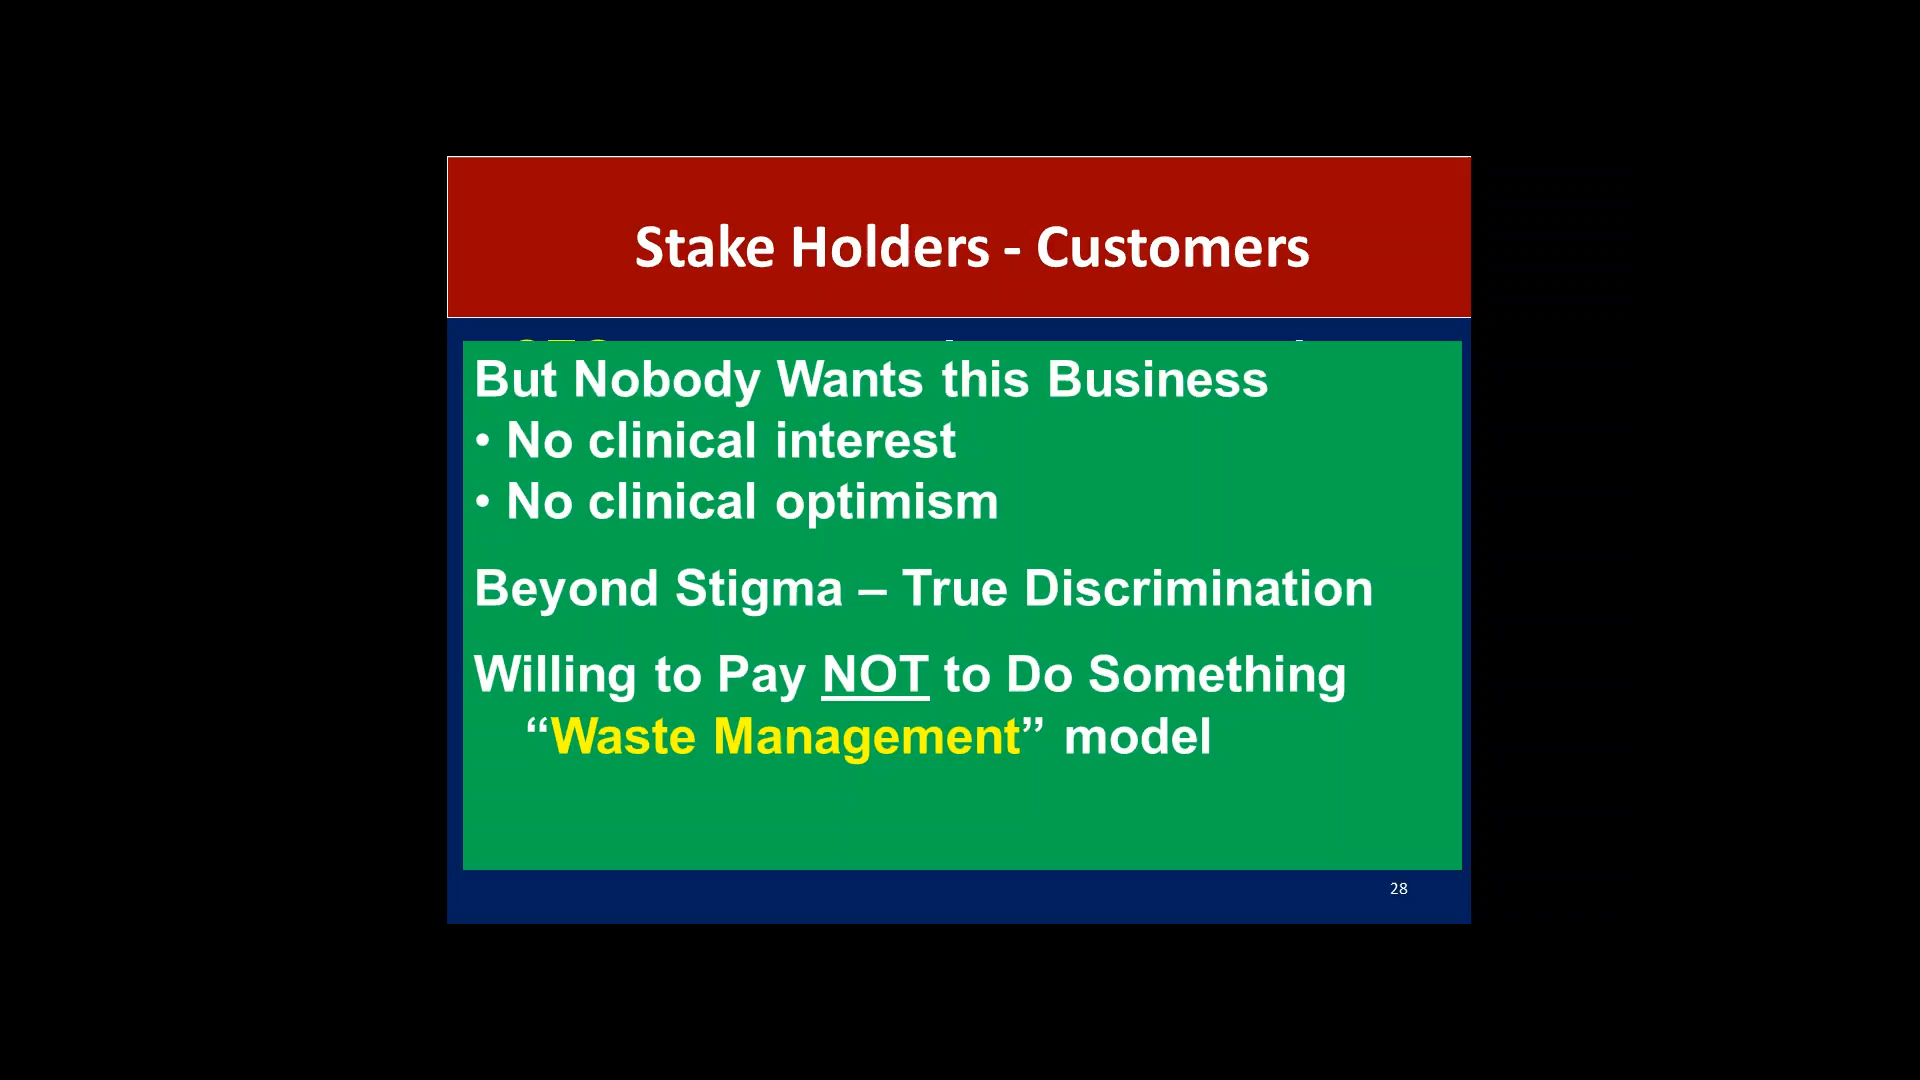 Stake Holders - Customers
But Nobody Wants this Business
• No clinical interest
• No clinical optimism
Beyond Stigma – True Discrimination
Willing to Pay NOT to Do Something
“Waste Management” model
28